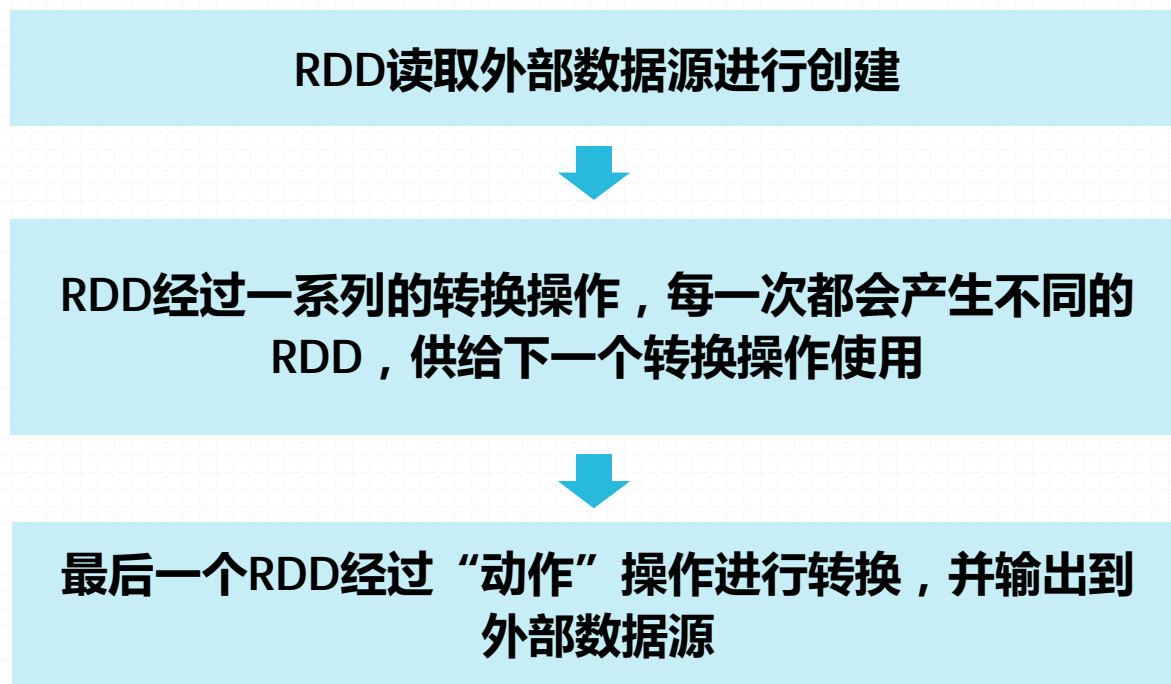 RDD读取外部数据源进行创建
RDD经过一系列的转换操作，每一次都会产生不同的
RDD，供给下一个转换操作使用
最后一个RDD经过“动作”操作进行转换，并输出到
外部数据源